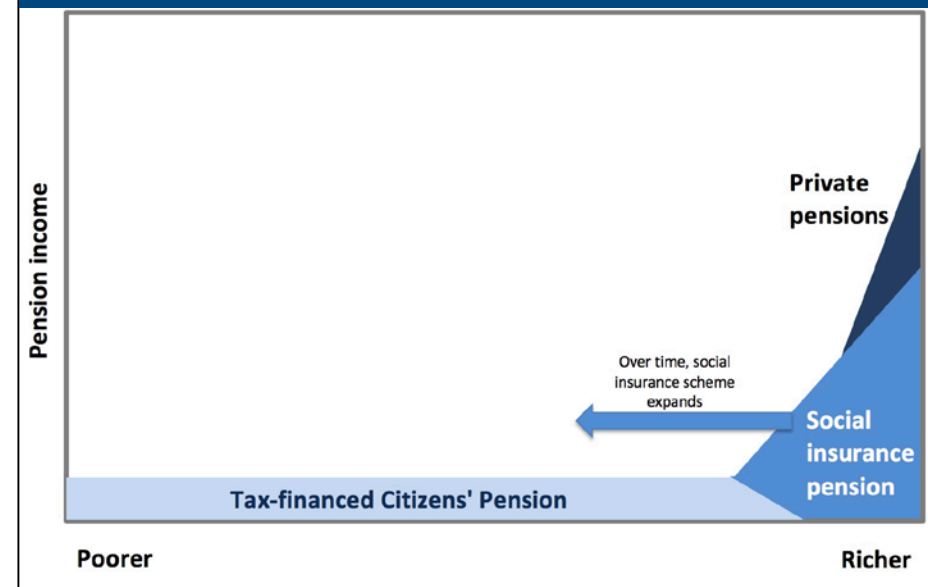 Pension income
Private
pensions
Over time, social
insurance scheme
expands
Social
insurance
pension
Tax-financed Citizens' Pension
Poorer
Richer